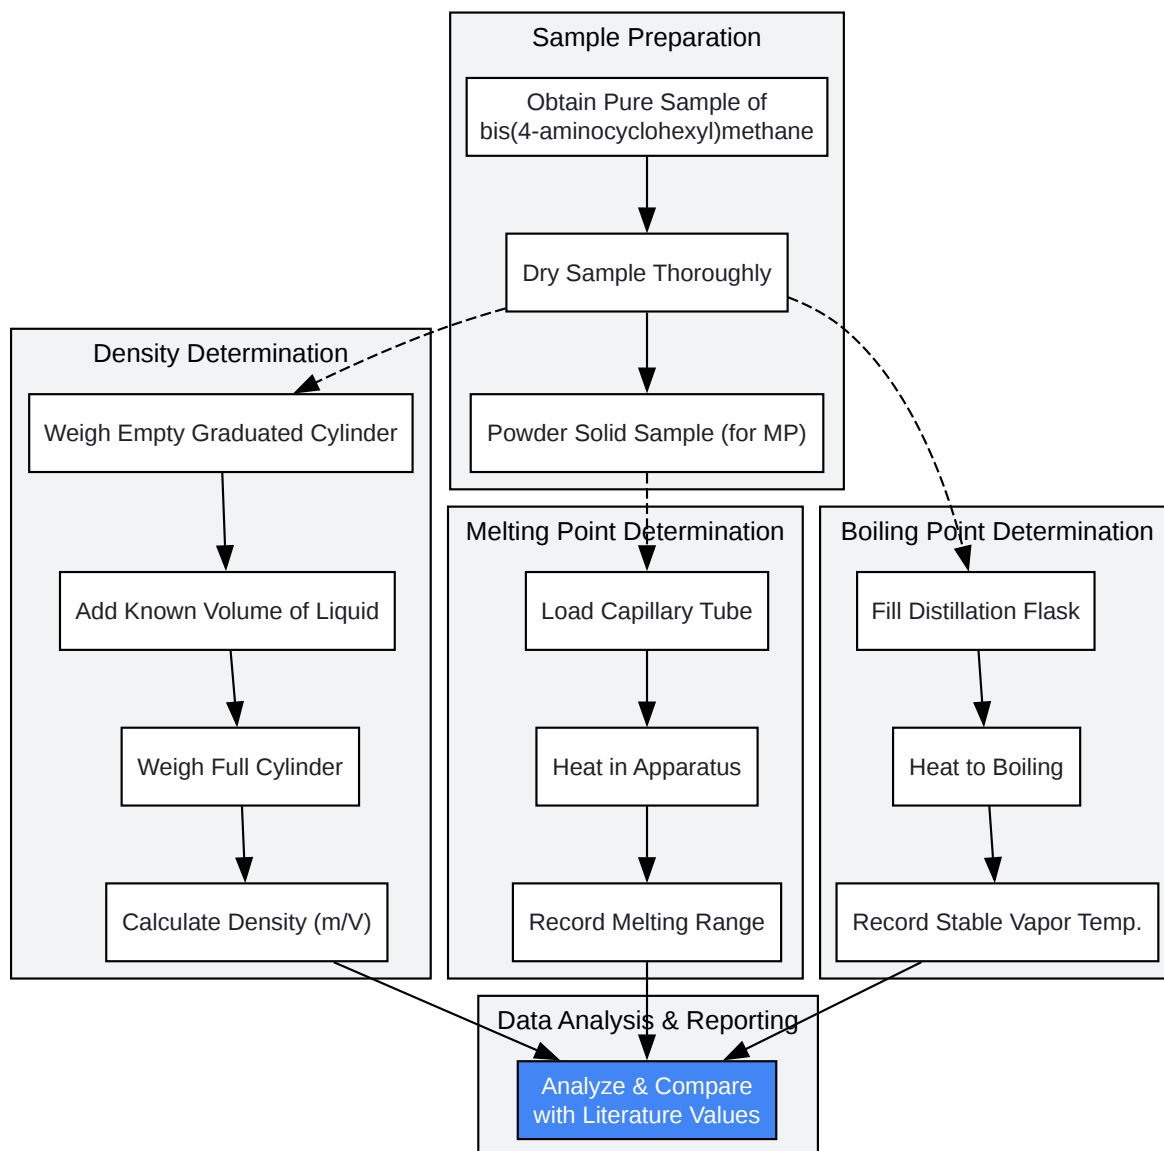 Sample Preparation
Obtain Pure Sample of
bis(4-aminocyclohexyl)methane
Dry Sample Thoroughly
Powder Solid Sample (for MP)
Density Determination
Weigh Empty Graduated Cylinder
Add Known Volume of Liquid
Weigh Full Cylinder
Calculate Density (m/V)
Melting Point Determination
Load Capillary Tube
Heat in Apparatus
Record Melting Range
Boiling Point Determination
Fill Distillation Flask
Heat to Boiling
Record Stable Vapor Temp.
Data Analysis & Reporting
Analyze & Compare
with Literature Values